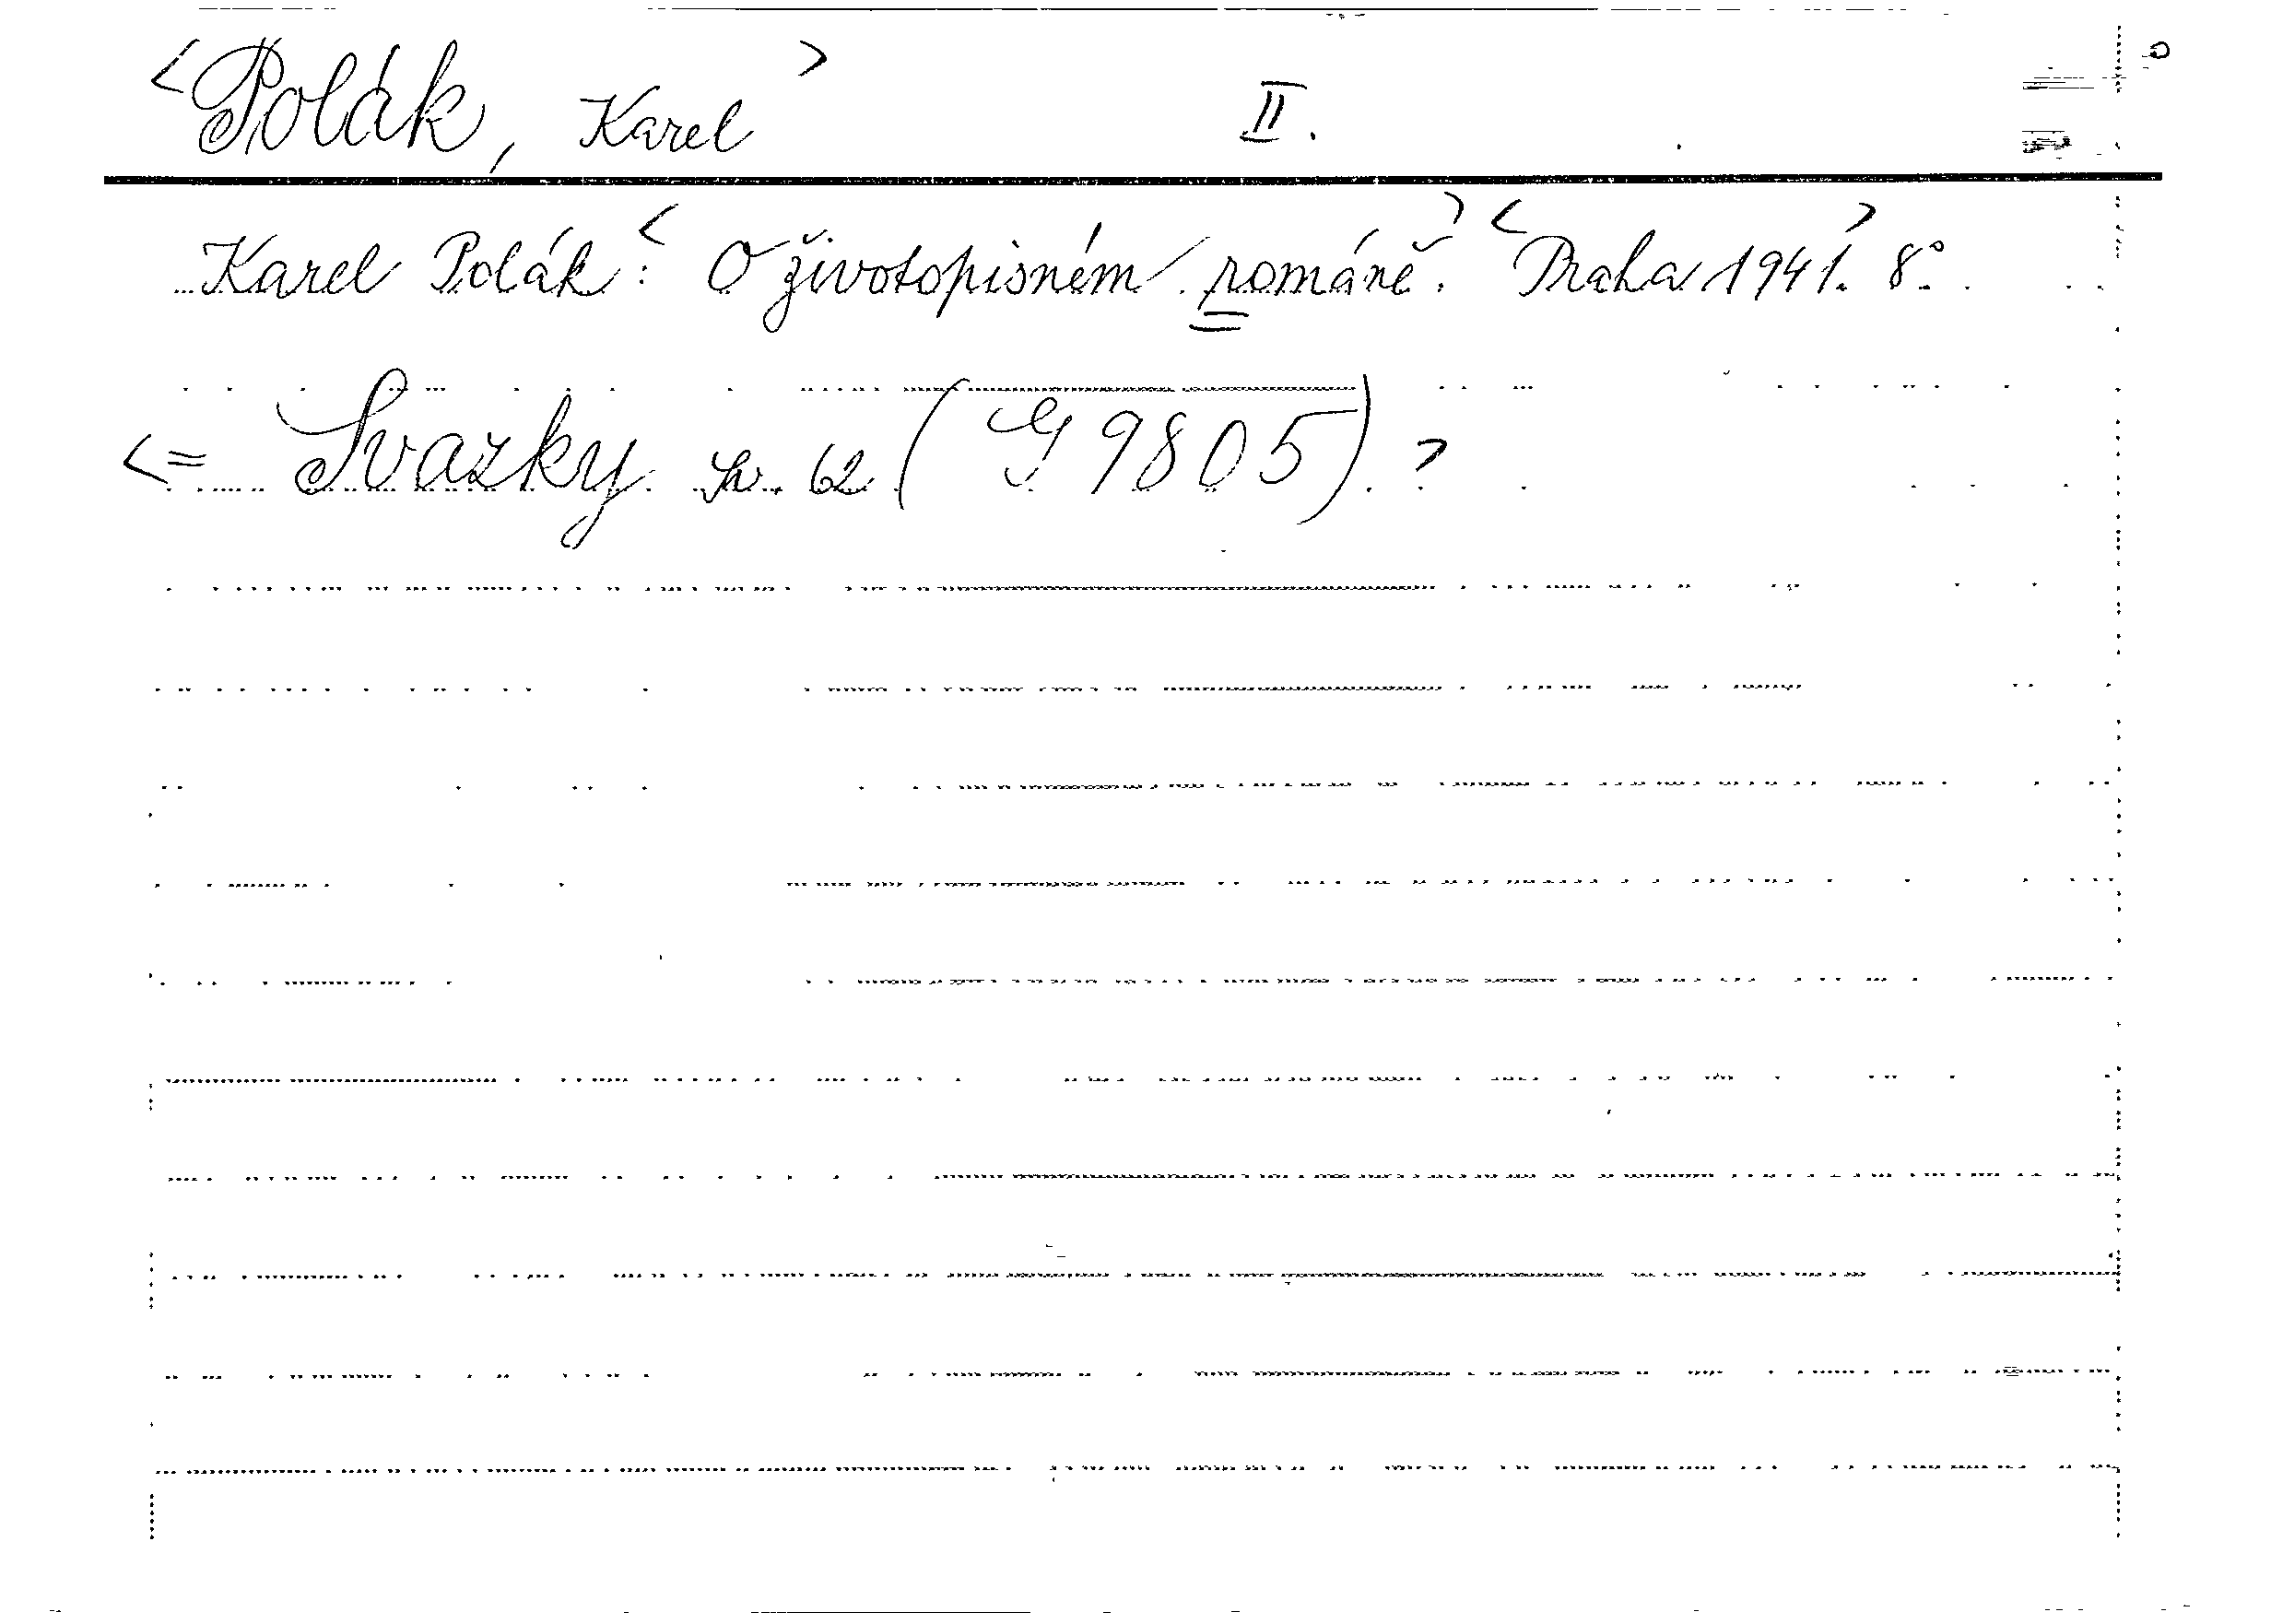 <Polák, Karel> II.
Karel Polák: <O životopisném románě.> <Praha 1941.> 8°.
<= Svazky sv. 62 (G 9805).>